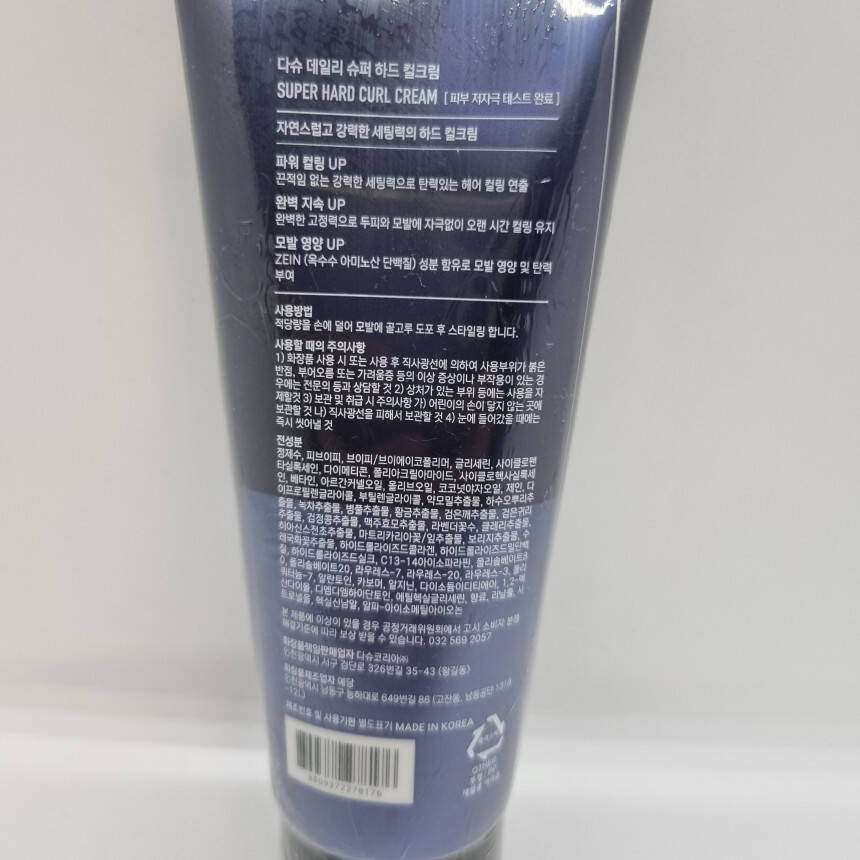 다슈 데일리 슈퍼 하드 컬크림
SUPER HARD CURL CREAM [ 피부 저자극 테스트 완료 ]
자연스럽고 강력한 세팅력의 하드 컬크림
파워 컬링 UP
끈적임 없는 강력한 세팅력으로 탄력있는 헤어 컬링 연출
완벽 지속 UP
완벽한 고정력으로 두피와 모발에 자극없이 오랜 시간 컬링 유지
모발 영양 UP
ZEIN (옥수수 아미노산 단백질) 성분 함유로 모발 영양 및 탄력
부여
사용방법
적당량을 손에 덜어 모발에 골고루 도포 후 스타일링 합니다.
사용할 때의 주의사항
1) 화장품 사용 시 또는 사용 후 직사광선에 의하여 사용부위가 붉은
반점, 부어오름 또는 가려움증 등의 이상 증상이나 부작용이 있는 경
우에는 전문의 등과 상담할 것 2) 상처가 있는 부위 등에는 사용을 자
제할것 3) 보관 및 취급 시 주의사항 가) 어린이의 손이 닿지 않는 곳에
보관할 것 나) 직사광선을 피해서 보관할 것 4) 눈에 들어갔을 때에는
즉시 씻어낼 것
전성분
정제수, 피브이피, 브이피/브이에이코폴리머, 글리세린, 사이클로펜
타실록세인, 다이메티콘, 폴리아크릴아마이드, 사이클로헥사실록세
인, 베타인, 아르간커넬오일, 올리브오일, 코코넛야자오일, 제인, 다
이프로필렌글라이콜, 부틸렌글라이콜, 약모밀추출물, 하수오뿌리추
출물, 녹차추출물, 병풀추출물, 황금추출물, 검은깨추출물, 검은귀리
추출물, 검정콩추출물, 맥주효모추출물, 라벤더꽃수, 클레리추출물,
히아신스전초추출물, 마트리카리아꽃/잎추출물, 보리지추출물, 수
레국화꽃추출물, 하이드롤라이즈드콜라겐, 하이드롤라이즈드밀단백
질, 하이드롤라이즈드실크, C13-14아이소파라핀, 폴리솔베이트8
0, 폴리솔베이트20, 라우레스-7, 라우레스-20, 라우레스-3, 폴리
쿼터늄-7, 알란토인, 카보머, 알지닌, 다이소듐이디티에이, 1,2-헥
산다이올, 디엠디엠하이단토인, 에틸헥실글리세린, 향료, 리날룰, 시
트로넬올, 헥실신남알, 알파-아이소메틸아이오논
본 제품에 이상이 있을 경우 공정거래위원회에서 고시 소비자 분쟁
해결기준에 따라 보상 받을 수 있습니다. 032 569 2057
화장품책임판매업자 다슈코리아㈜
인천광역시 서구 검단로 326번길 35-43 (왕길동)
화장품제조업자 예담
인천광역시 남동구 능허대로 649번길 86 (고잔동, 남동공단 131B
-12L)
제조번호 및 사용기한 별도표기 MADE IN KOREA
8809372278176
플라스틱
OTHER